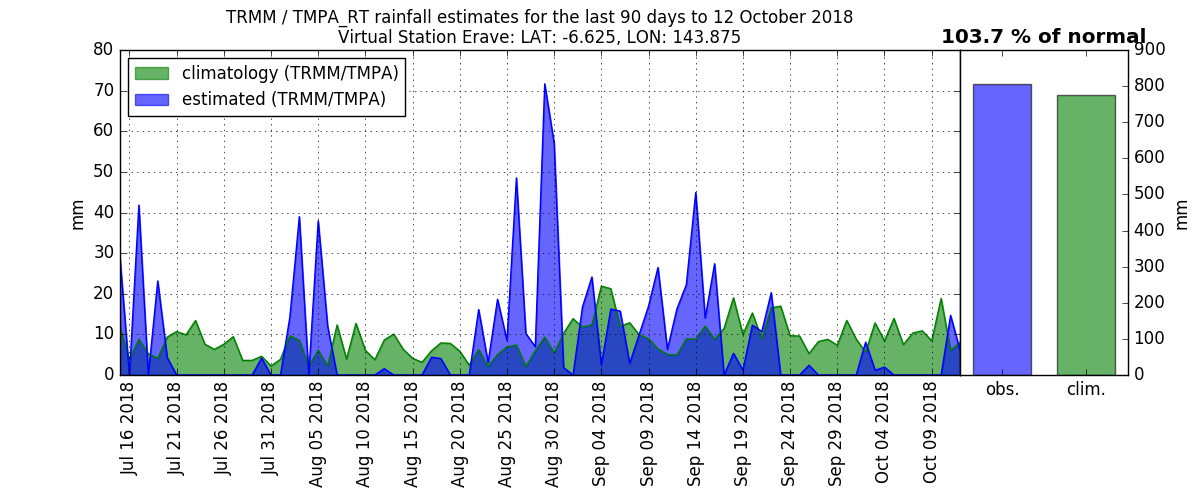 TRMM / TMPA_RT rainfall estimates for the last 90 days to 12 October 2018
Virtual Station Erave: LAT: -6.625, LON: 143.875
103.7 % of normal
climatology (TRMM/TMPA)
estimated (TRMM/TMPA)
80
70
60
50
40
30
20
10
0
mm
Jul 16 2018
Jul 21 2018
Jul 26 2018
Jul 31 2018
Aug 05 2018
Aug 10 2018
Aug 15 2018
Aug 20 2018
Aug 25 2018
Aug 30 2018
Sep 04 2018
Sep 09 2018
Sep 14 2018
Sep 19 2018
Sep 24 2018
Sep 29 2018
Oct 04 2018
Oct 09 2018
obs.
clim.
900
800
700
600
500
400
300
200
100
0
mm